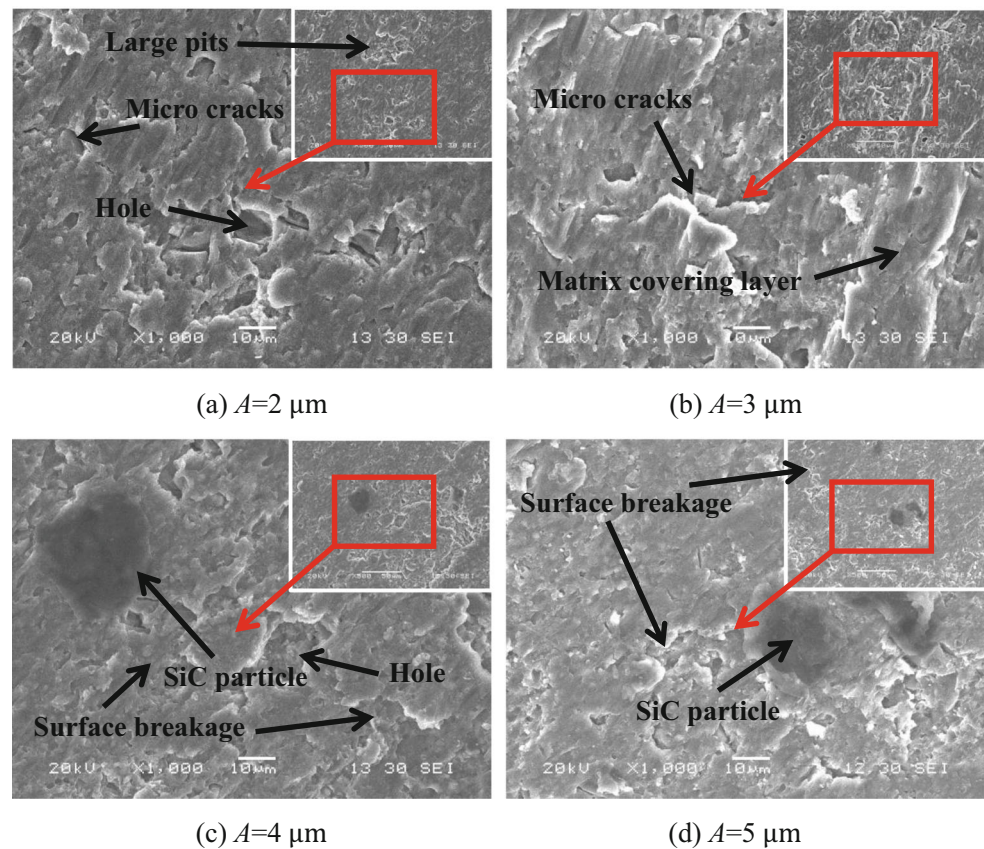 Large pits
Micro cracks
Hole
20kV X1,000 10μm 13 30 SEI
(a) A=2 μm
Micro cracks
Matrix covering layer
20kV X1,000 10μm 13 30 SEI
(b) A=3 μm
SiC particle
Hole
Surface breakage
20kV X1,000 10μm 13 30 SEI
(c) A=4 μm
Surface breakage
SiC particle
20kV X1,000 10μm 12 30 SEI
(d) A=5 μm